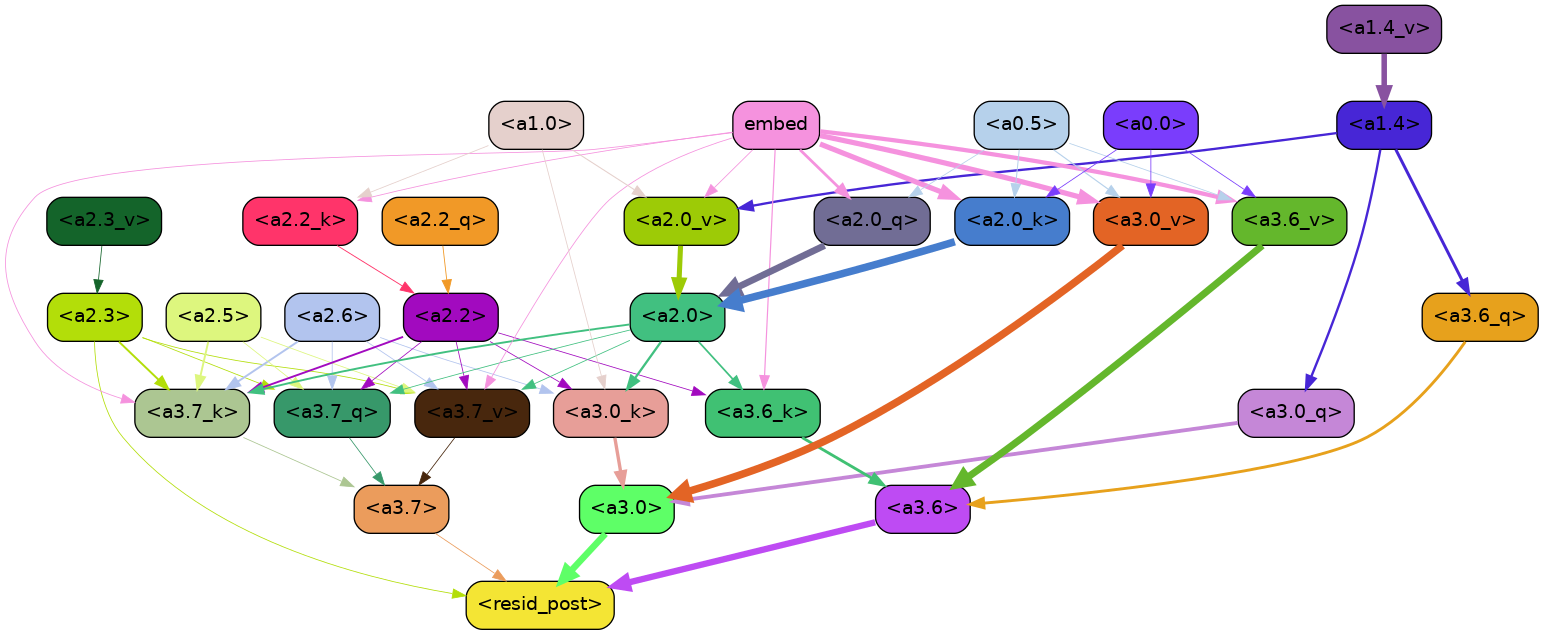 <a1.4_v>
<a1.0> embed <a0.5> <a0.0> <a1.4>
<a2.3_v> <a2.2_k> <a2.2_q> <a2.0_v> <a2.0_q> <a2.0_k> <a3.0_v> <a3.6_v>
<a2.3> <a2.5> <a2.6> <a2.2> <a2.0> <a3.6_q>
<a3.7_k> <a3.7_q> <a3.7_v> <a3.0_k> <a3.6_k> <a3.0_q>
<a3.7> <a3.0> <a3.6>
<resid_post>